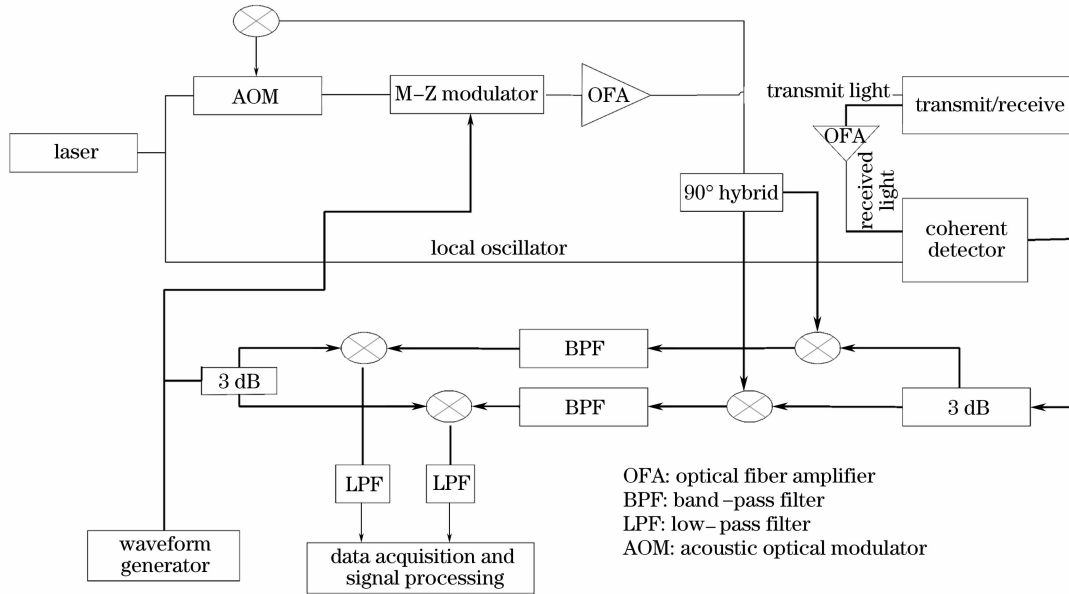 AOM
M-Z modulator
OFA
transmit light
transmit/receive
OFA
laser
received
light
90° hybrid
coherent
detector
local oscillator
BPF
3 dB
BPF
3 dB
LPF
LPF
OFA: optical fiber amplifier
BPF: band-pass filter
LPF: low-pass filter
AOM: acoustic optical modulator
waveform
generator
data acquisition and
signal processing